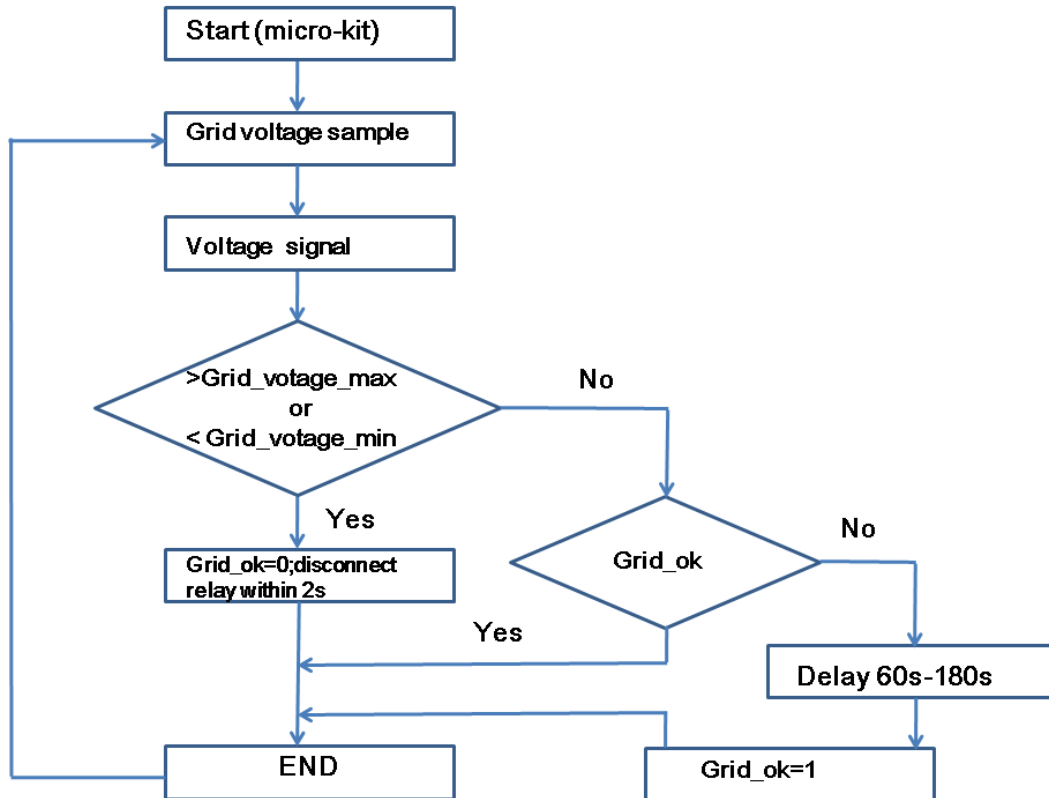 Start (micro-kit)
Grid voltage sample
Voltage signal
>Grid_votage_max
or
< Grid_votage_min
No
Yes
Grid_ok=0;disconnect
relay within 2s
Grid_ok
No
Yes
Delay 60s-180s
Grid_ok=1
END